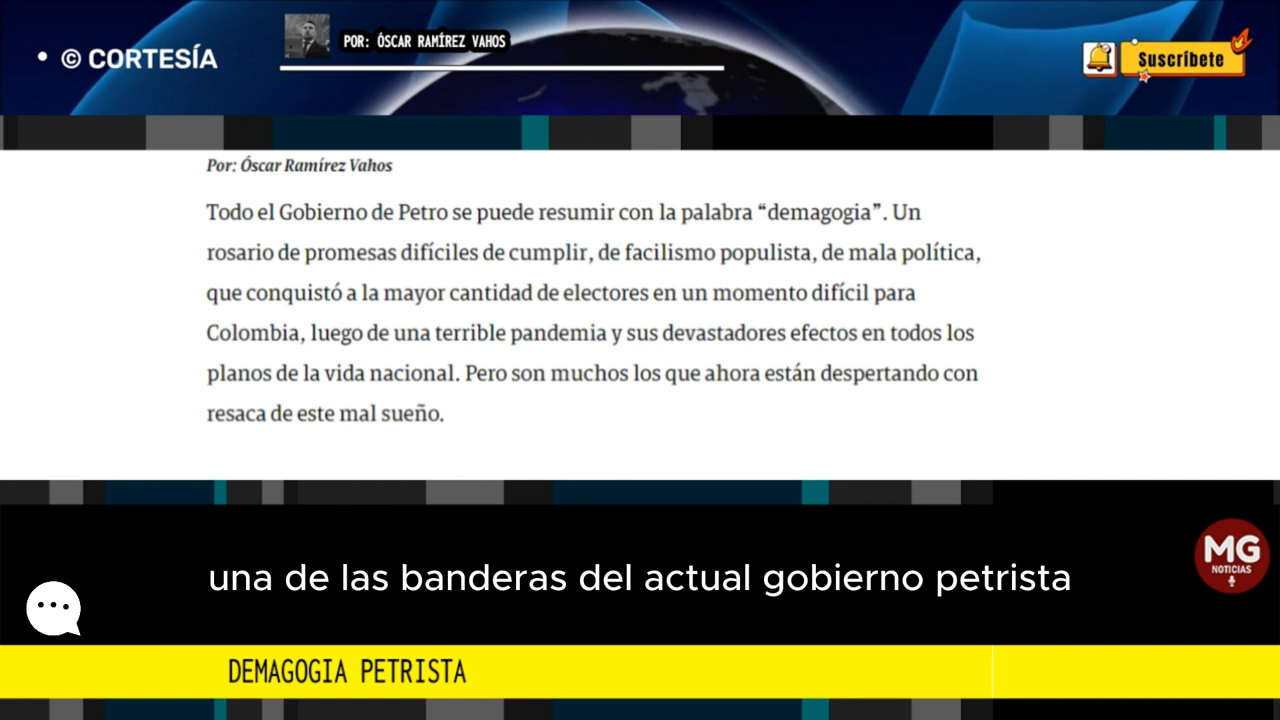 • © CORTESÍA
POR: ÓSCAR RAMÍREZ VAHOS
Suscríbete
Por: Óscar Ramírez Vahos
Todo el Gobierno de Petro se puede resumir con la palabra “demagogia”. Un
rosario de promesas difíciles de cumplir, de facilismo populista, de mala política,
que conquistó a la mayor cantidad de electores en un momento difícil para
Colombia, luego de una terrible pandemia y sus devastadores efectos en todos los
planos de la vida nacional. Pero son muchos los que ahora están despertando con
resaca de este mal sueño.
MG
NOTICIAS
una de las banderas del actual gobierno petrista
DEMAGOGIA PETRISTA